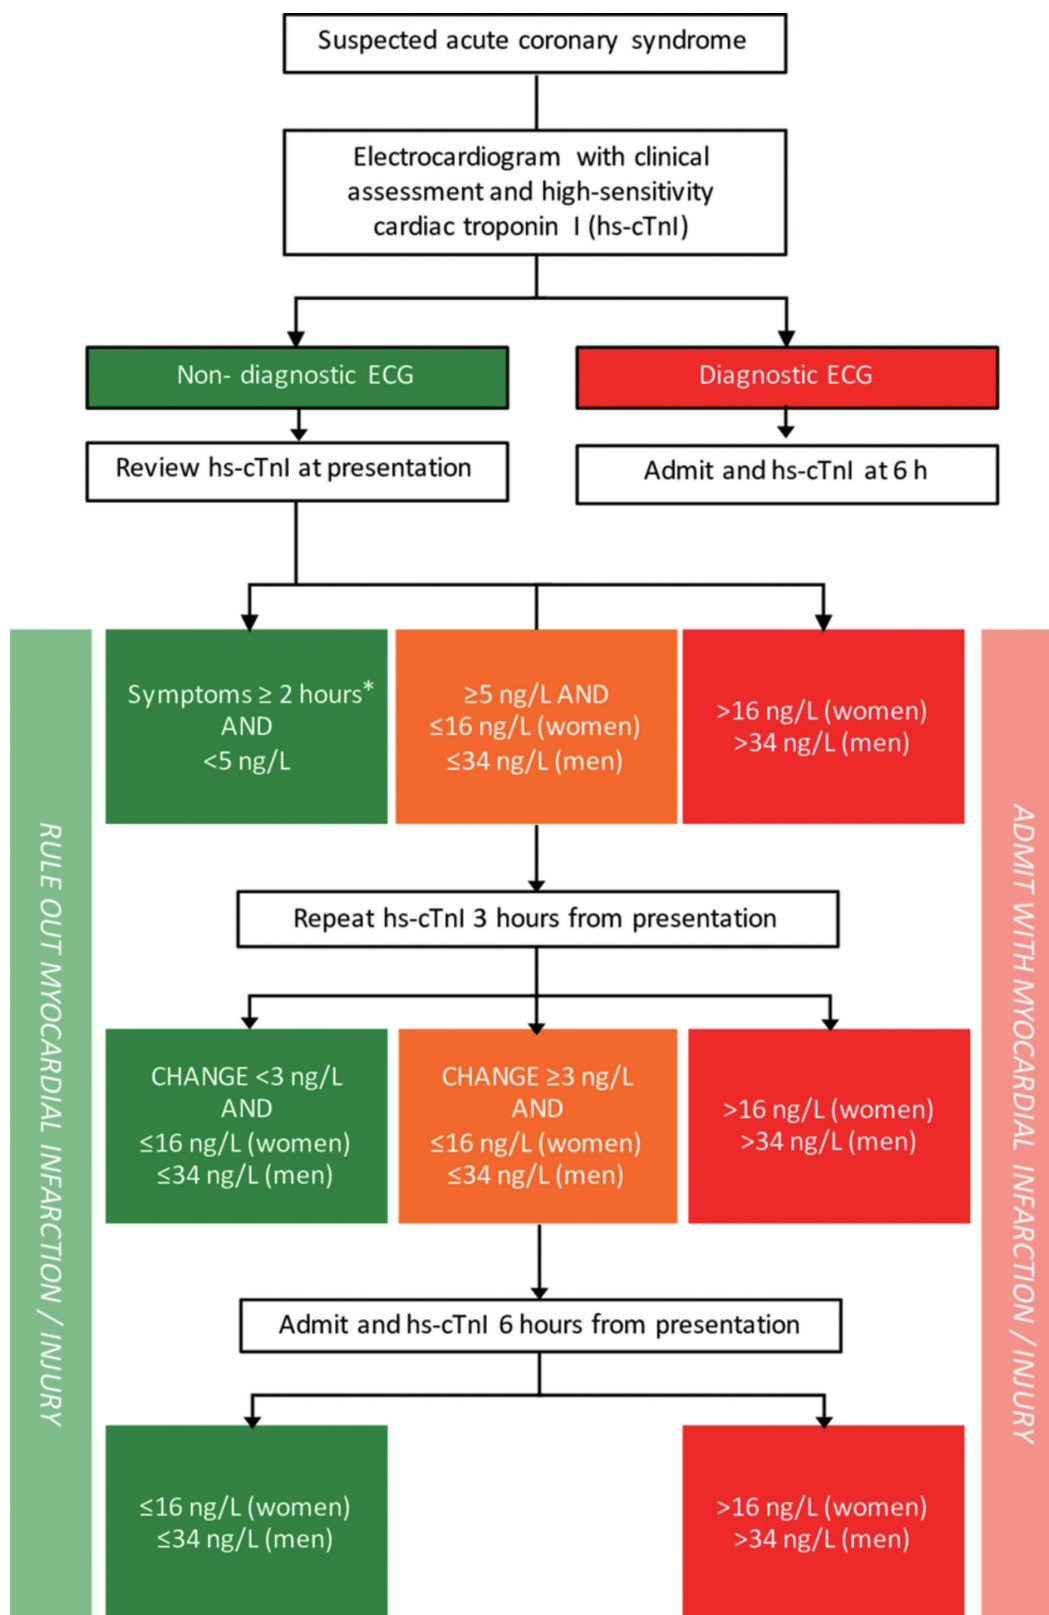 Suspected acute coronary syndrome
Electrocardiogram with clinical
assessment and high-sensitivity
cardiac troponin I (hs-cTnI)
Non- diagnostic ECG
Diagnostic ECG
Review hs-cTnI at presentation
Admit and hs-cTnI at 6 h
RULE OUT MYOCARDIAL INFARCTION / INJURY
Symptoms ≥ 2 hours*
AND
<5 ng/L
≥5 ng/L AND
≤16 ng/L (women)
≤34 ng/L (men)
>16 ng/L (women)
>34 ng/L (men)
ADMIT WITH MYOCARDIAL INFARCTION / INJURY
Repeat hs-cTnI 3 hours from presentation
CHANGE <3 ng/L
AND
≤16 ng/L (women)
≤34 ng/L (men)
CHANGE ≥3 ng/L
AND
≤16 ng/L (women)
≤34 ng/L (men)
>16 ng/L (women)
>34 ng/L (men)
Admit and hs-cTnI 6 hours from presentation
≤16 ng/L (women)
≤34 ng/L (men)
>16 ng/L (women)
>34 ng/L (men)